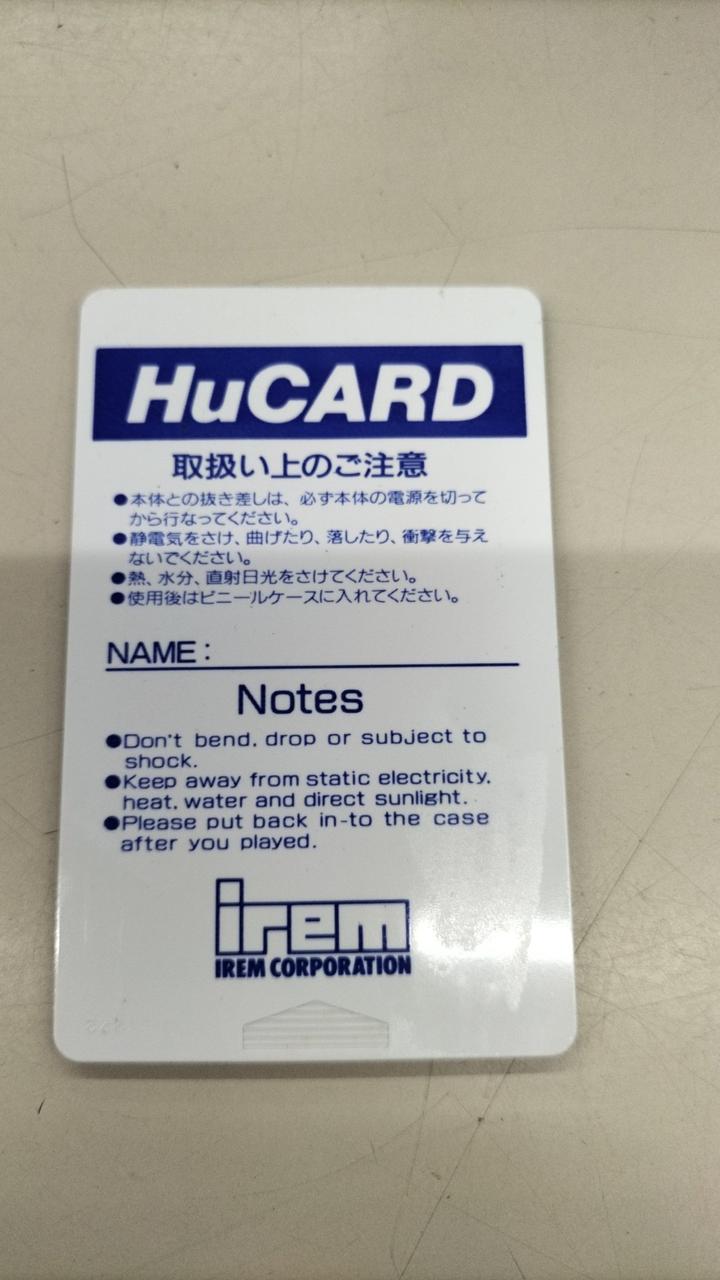 HuCARD
取扱い上のご注意
●本体との抜き差しは、必ず本体の電源を切って
から行なってください。
●静電気をさけ、曲げたり、落したり、衝撃を与え
ないでください。
●熱、水分、直射日光をさけてください。
●使用後はビニールケースに入れてください。
NAME:
Notes
●Don't bend, drop or subject to
shock.
●Keep away from static electricity,
heat, water and direct sunlight.
●Please put back in-to the case
after you played.
irem
IREM CORPORATION